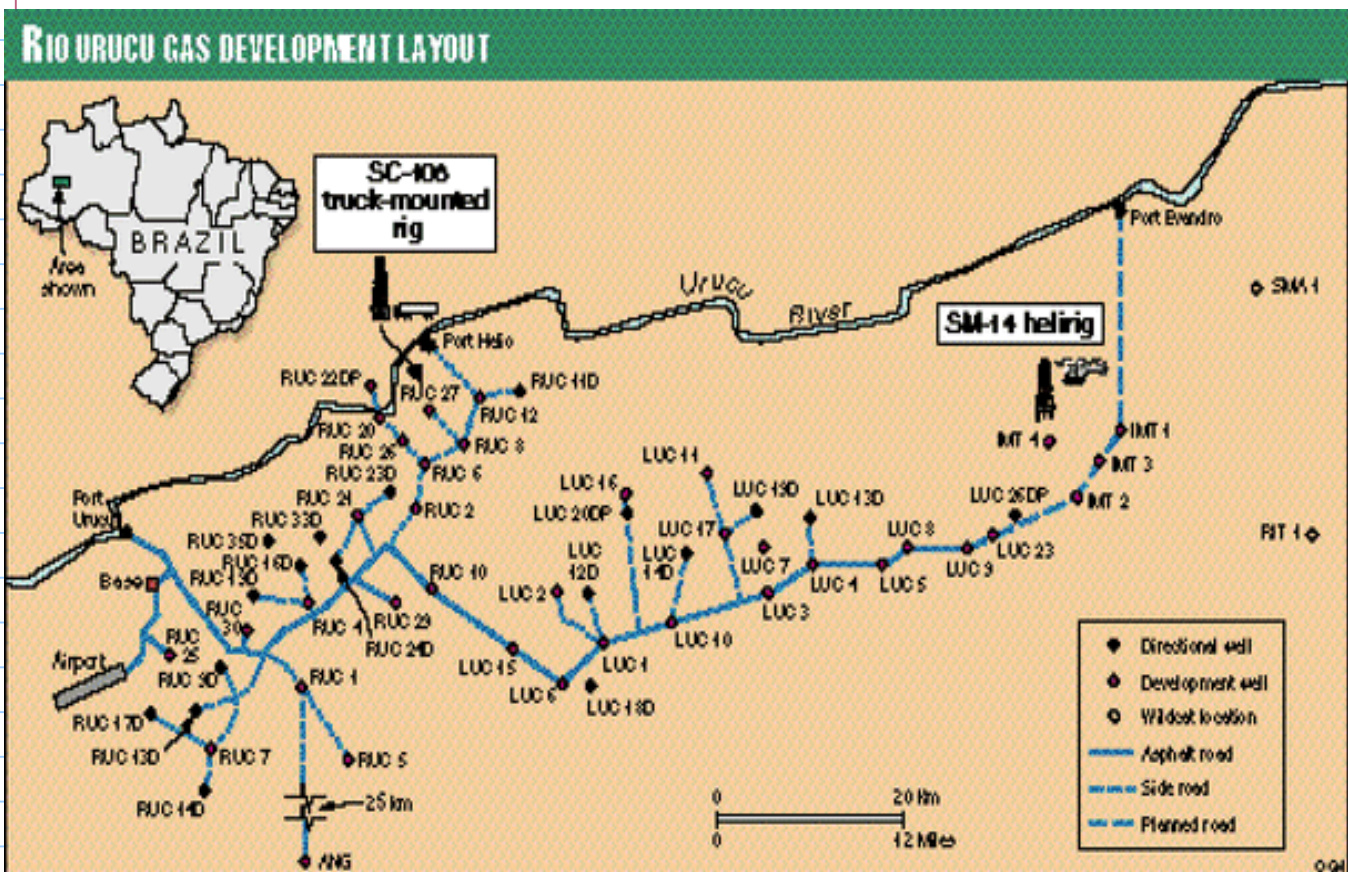 RIO URUCU GAS DEVELOPMENT LAYOUT
BRAZIL
Area
shown
SC-106
truck-mounted
rig
Urucu
River
Port Evandro
SMA 1
SM-14 helirig
Port Helio
RUC 22DP
RUC 27
RUC 11D
RUC 12
RUC 20
RUC 26
RUC 8
RUC 23D
RUC 6
RUC 21
RUC 2
RUC 33D
Port
Urucu
RUC 35D
RUC 16D
RUC 19D
Base
RUC
30
RUC 4
RUC 29
RUC 24D
RUC 10
RUC
25
Airport
RUC 9D
RUC 1
RUC 17D
RUC 13D
RUC 7
RUC 5
RUC 14D
25 km
ANG
LUC 15
LUC 6
LUC 18D
LUC 1
LUC 2
LUC
12D
LUC 16
LUC 20DP
LUC
14D
LUC 10
LUC 11
LUC 17
LUC 19D
LUC 7
LUC 3
LUC 13D
LUC 4
LUC 5
LUC 8
LUC 9
LUC 23
LUC 26DP
IMT 4
IMT 1
IMT 3
IMT 2
RIT 1
Directional well
Development well
Wildcat location
Asphalt road
Side road
Planned road
0 20 Km
0 12 Miles